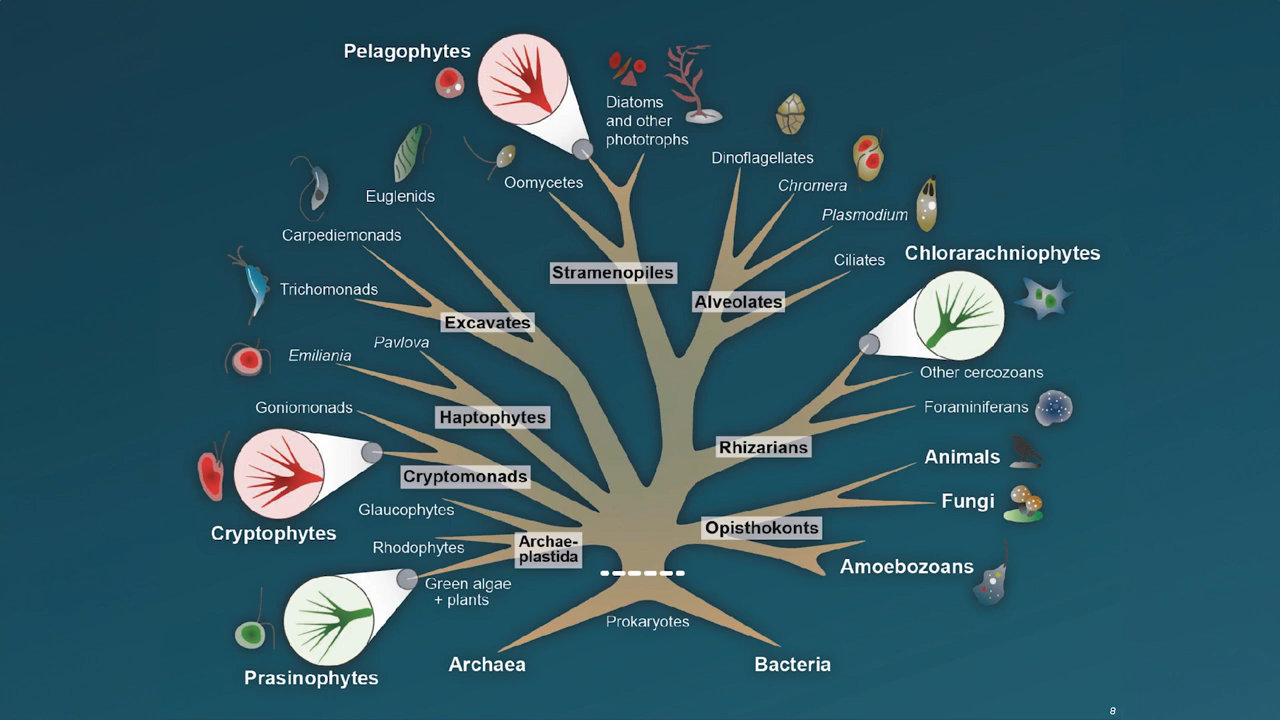 Pelagophytes
Diatoms
and other
phototrophs
Dinoflagellates
Oomycetes
Chromera
Euglenids
Plasmodium
Carpediemonads
Chlorarachniophytes
Ciliates
Stramenopiles
Trichomonads
Alveolates
Excavates
Pavlova
Emiliania
Other cercozoans
Goniomonads
Foraminiferans
Haptophytes
Rhizarians
Animals
Cryptomonads
Fungi
Glaucophytes
Opisthokonts
Cryptophytes
Rhodophytes
Archae-
plastida
Amoebozoans
Green algae
+ plants
Prokaryotes
Archaea
Bacteria
Prasinophytes
8